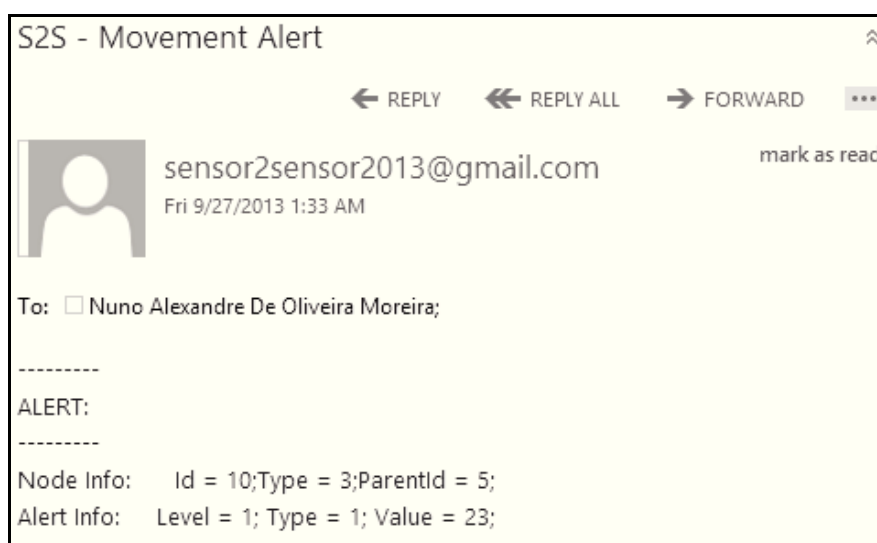 S2S - Movement Alert
REPLY REPLY ALL FORWARD
sensor2sensor2013@gmail.com
mark as read
Fri 9/27/2013 1:33 AM
To: Nuno Alexandre De Oliveira Moreira;
---------
ALERT:
---------
Node Info: Id = 10;Type = 3;ParentId = 5;
Alert Info: Level = 1; Type = 1; Value = 23;